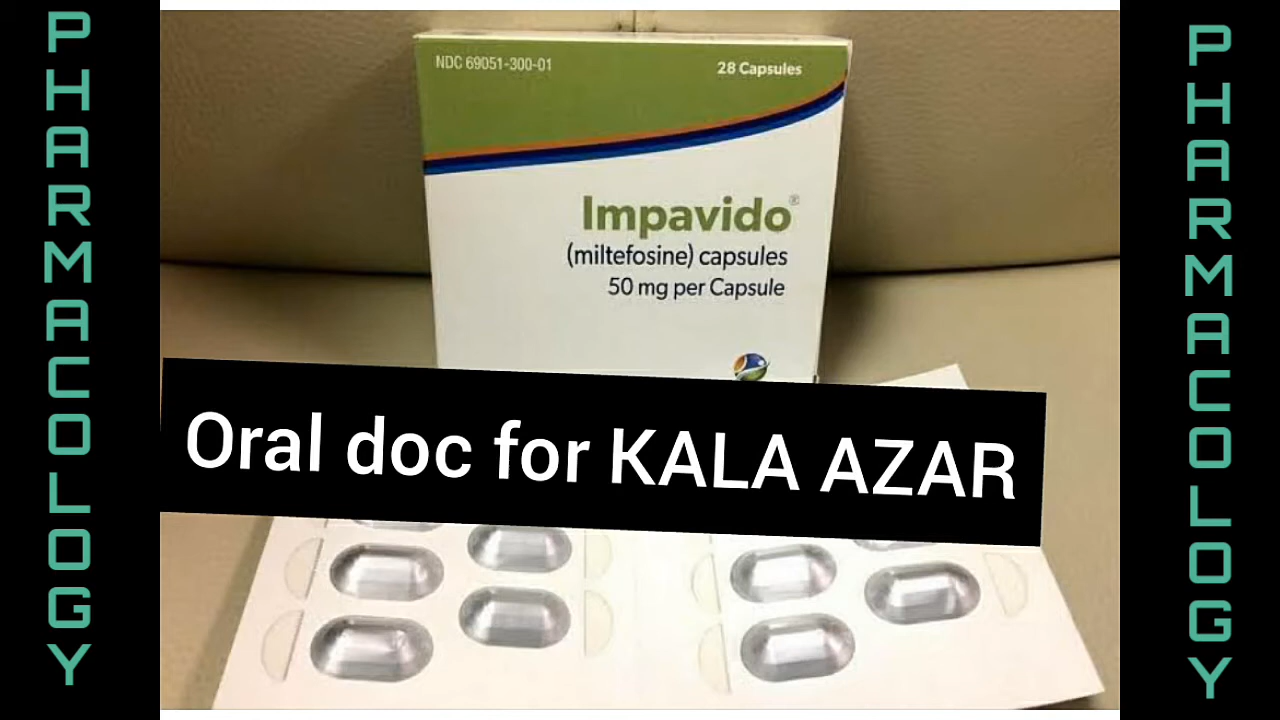 PHARMACOLOGY
NDC 69051-300-01
28 Capsules
Impavido®
(miltefosine) capsules
50 mg per Capsule
Oral doc for KALA AZAR
PHARMACOLOGY